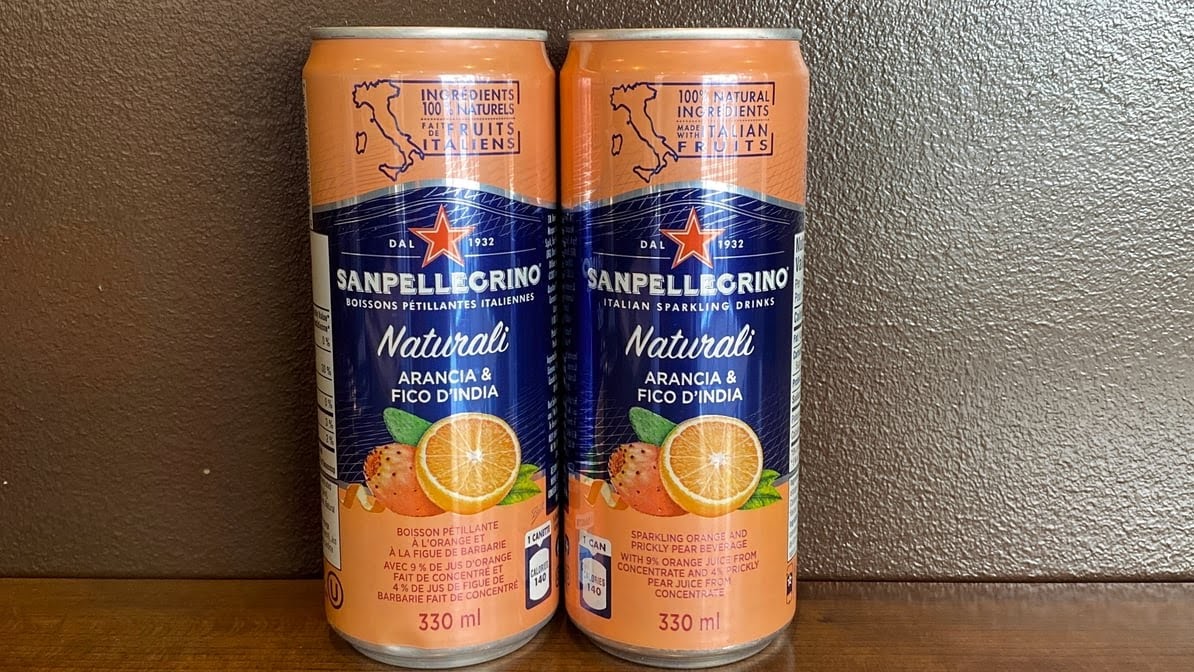 INGRÉDIENTS
100 % NATURELS
FAIT DE FRUITS
ITALIENS
DAL 1932
SANPELLEGRINO
BOISSONS PÉTILLANTES ITALIENNES
Naturali
ARANCIA &
FICO D'INDIA
BOISSON PÉTILLANTE
À L'ORANGE ET
À LA FIGUE DE BARBARIE
AVEC 9 % DE JUS D'ORANGE
FAIT DE CONCENTRÉ ET
4 % DE JUS DE FIGUE DE
BARBARIE FAIT DE CONCENTRÉ
1 CANETTE
CALORIES
140
330 ml
100% NATURAL
INGREDIENTS
MADE WITH ITALIAN
FRUITS
DAL 1932
SANPELLEGRINO
ITALIAN SPARKLING DRINKS
Naturali
ARANCIA &
FICO D'INDIA
SPARKLING ORANGE AND
PRICKLY PEAR BEVERAGE
WITH 9% ORANGE JUICE FROM
CONCENTRATE AND 4% PRICKLY
PEAR JUICE FROM
CONCENTRATE
1 CAN
CALORIES
140
330 ml